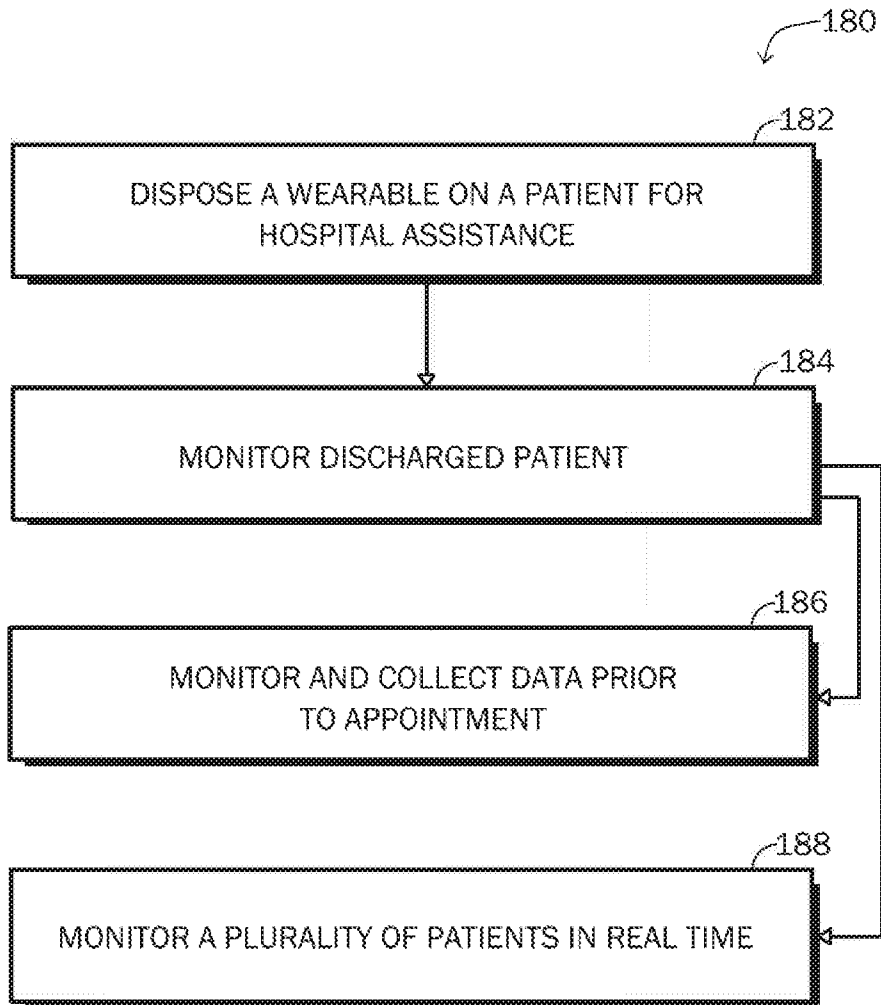 180
182
DISPOSE A WEARABLE ON A PATIENT FOR
HOSPITAL ASSISTANCE
184
MONITOR DISCHARGED PATIENT
186
MONITOR AND COLLECT DATA PRIOR
TO APPOINTMENT
188
MONITOR A PLURALITY OF PATIENTS IN REAL TIME